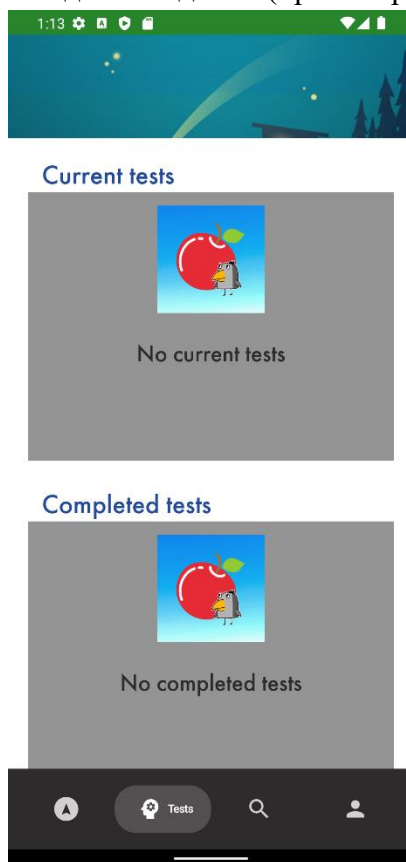 1:13
Current tests
No current tests
Completed tests
No completed tests
Tests